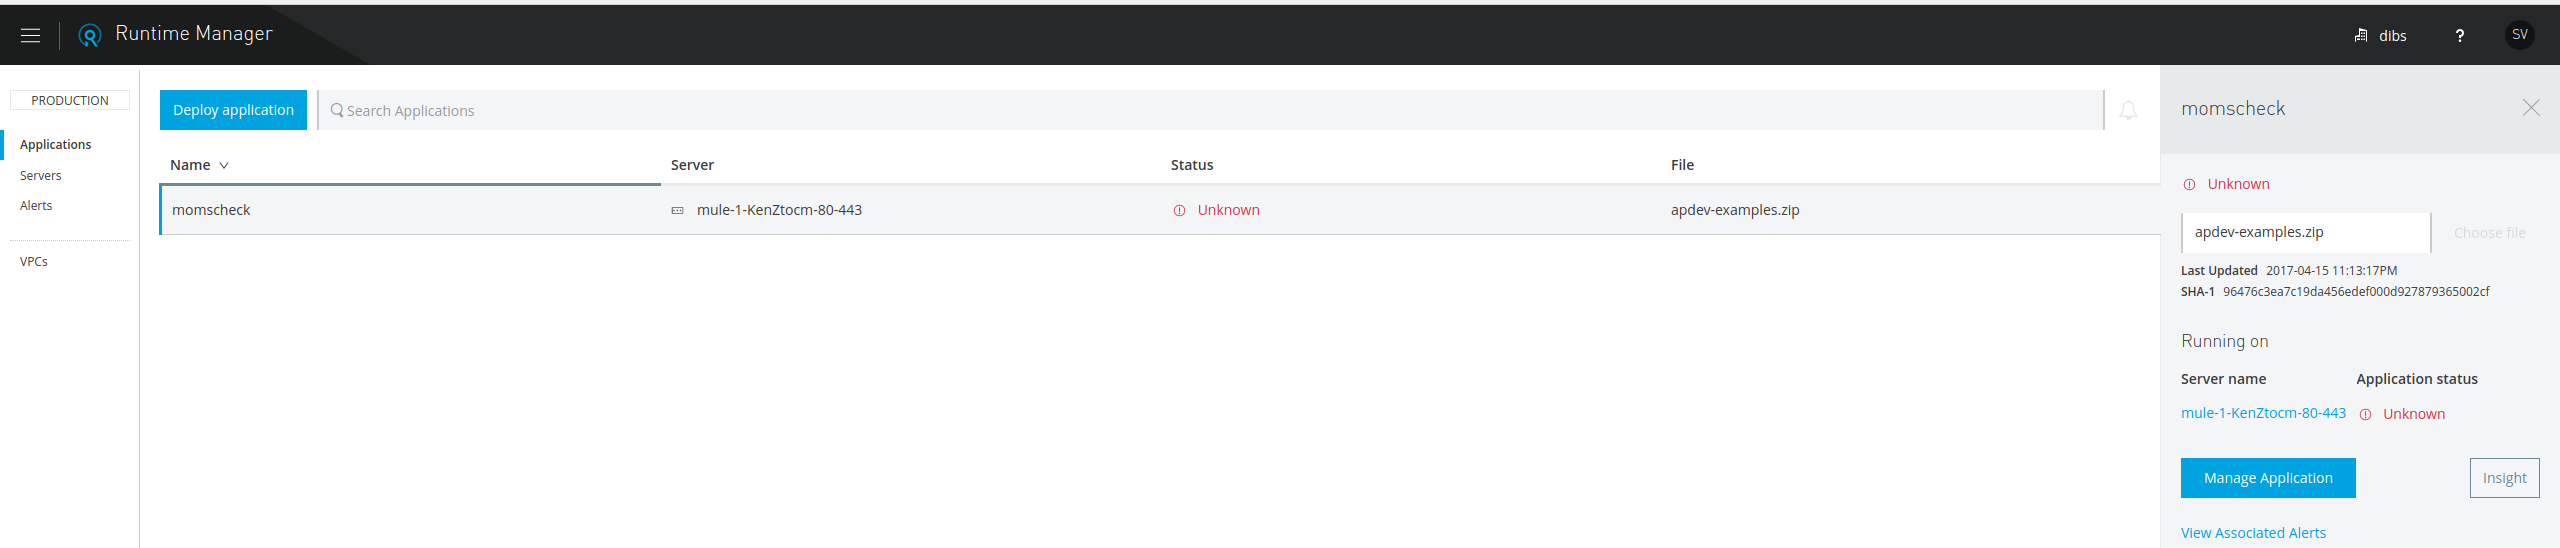 Runtime Manager
dibs
?
SV
PRODUCTION
Applications
Servers
Alerts
VPCs
Deploy application
Search Applications
Name Server Status File
momscheck mule-1-KenZtocm-80-443 Unknown apdev-examples.zip
momscheck
Unknown
apdev-examples.zip Choose file
Last Updated 2017-04-15 11:13:17PM
SHA-1 96476c3ea7c19da456edef000d927879365002cf
Running on
Server name Application status
mule-1-KenZtocm-80-443 Unknown
Manage Application Insight
View Associated Alerts